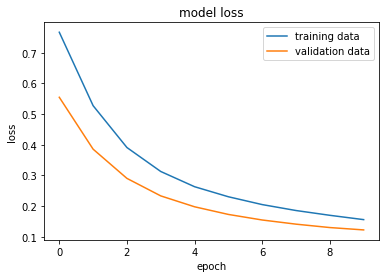 model loss
training data
validation data
loss
0.7
0.6
0.5
0.4
0.3
0.2
0.1
0 2 4 6 8
epoch